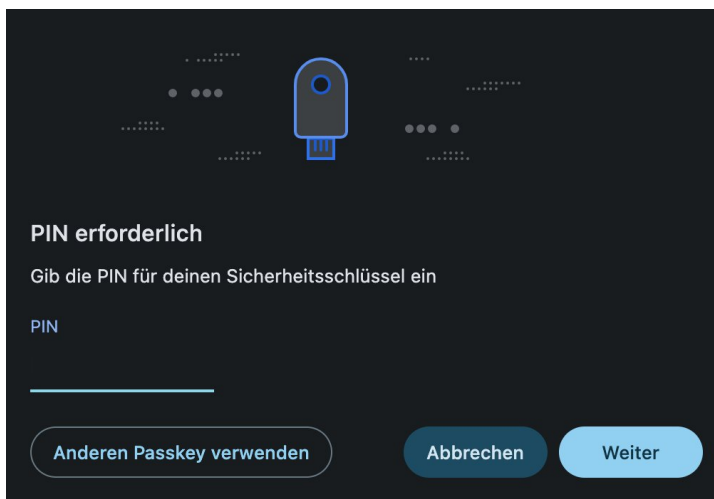 PIN erforderlich
Gib die PIN für deinen Sicherheitsschlüssel ein
PIN
Anderen Passkey verwenden
Abbrechen
Weiter